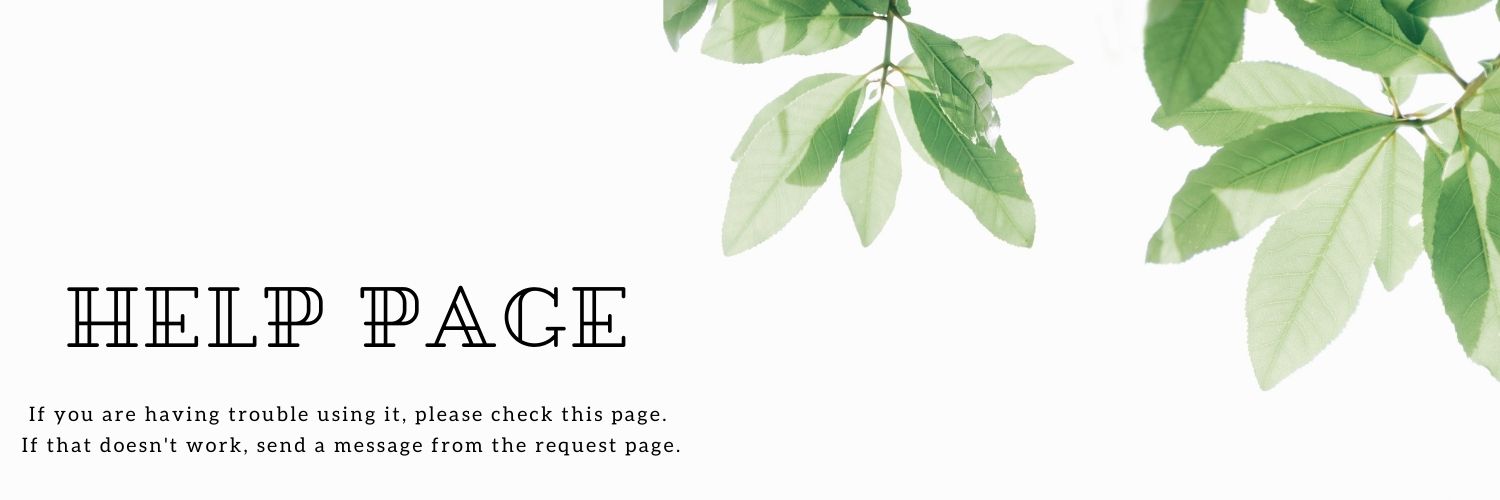 HELP PAGE
If you are having trouble using it, please check this page.
If that doesn't work, send a message from the request page.